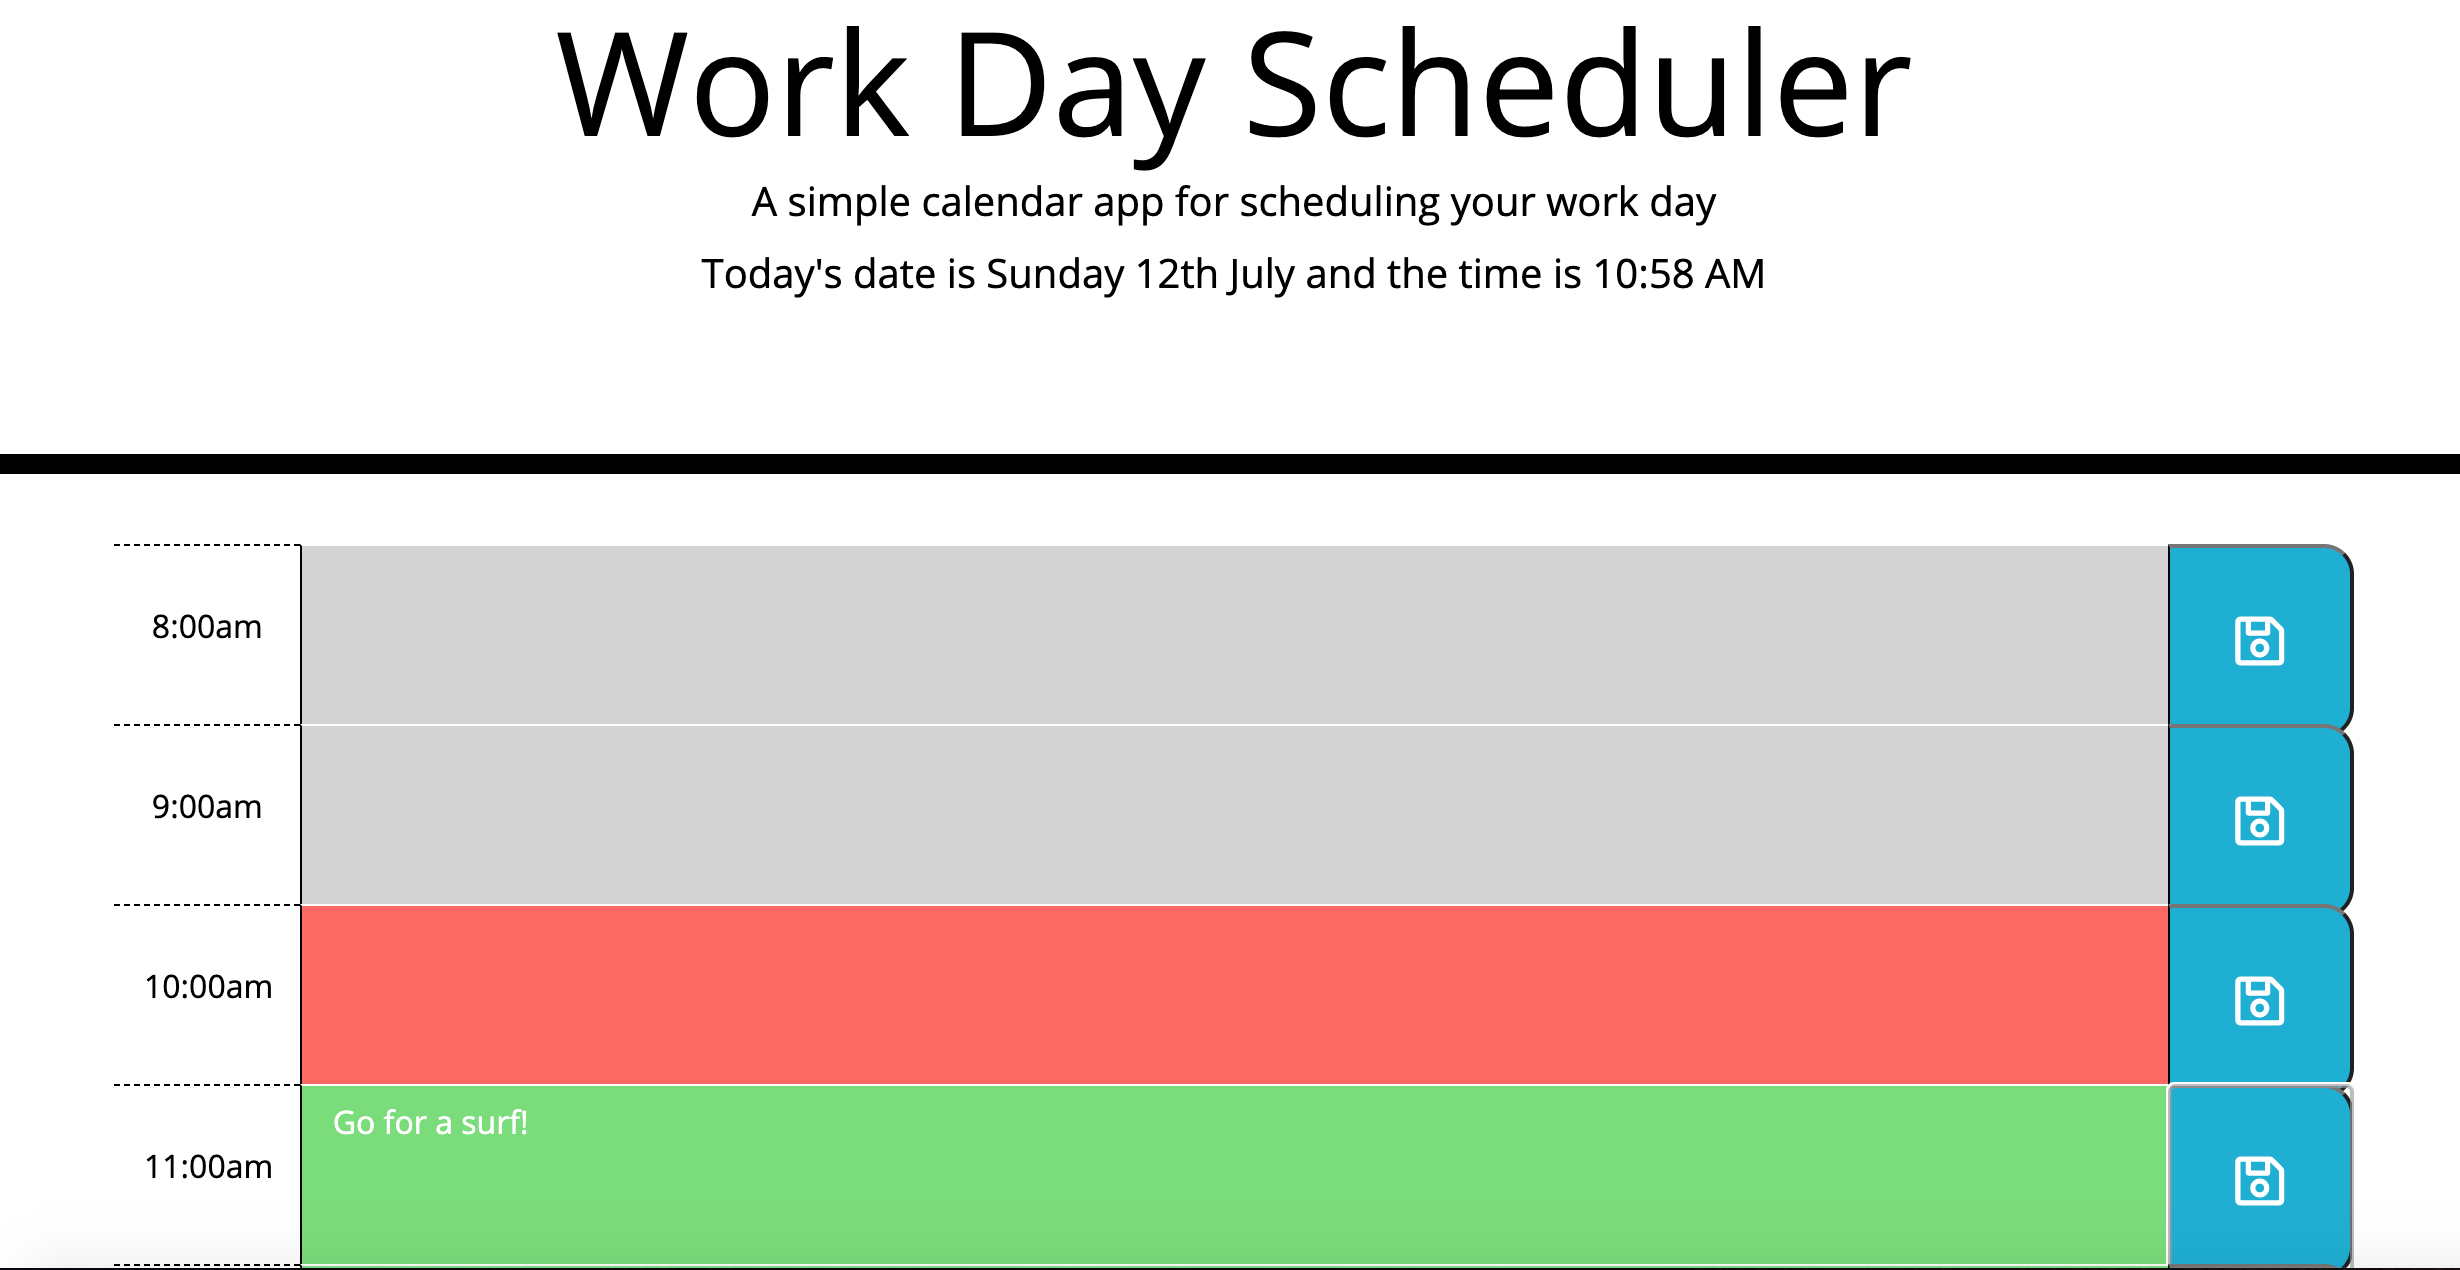 Work Day Scheduler
A simple calendar app for scheduling your work day
Today's date is Sunday 12th July and the time is 10:58 AM
8:00am
9:00am
10:00am
Go for a surf!
11:00am